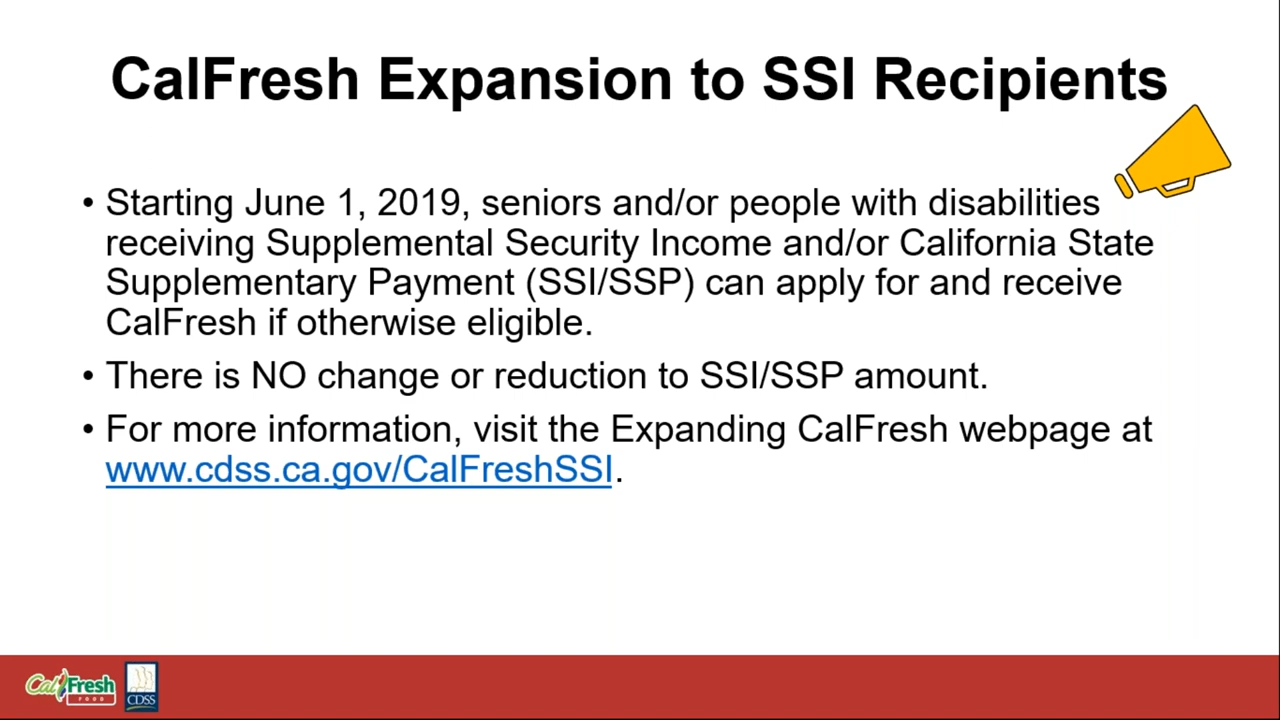 CalFresh Expansion to SSI Recipients
• Starting June 1, 2019, seniors and/or people with disabilities
receiving Supplemental Security Income and/or California State
Supplementary Payment (SSI/SSP) can apply for and receive
CalFresh if otherwise eligible.
• There is NO change or reduction to SSI/SSP amount.
• For more information, visit the Expanding CalFresh webpage at
www.cdss.ca.gov/CalFreshSSI.
CalFresh
FOOD
CDSS